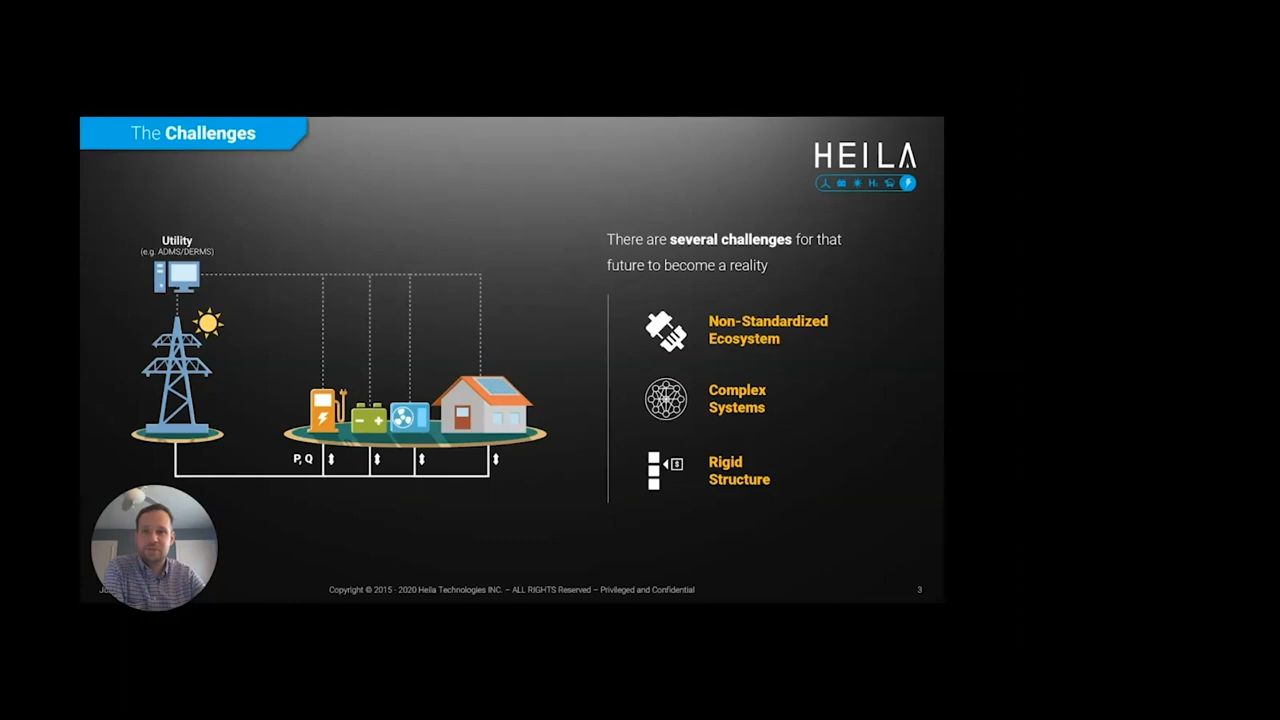 The Challenges
HEILA
H₂
Utility
(e.g. ADMS/DERMS)
There are several challenges for that
future to become a reality
Non-Standardized
Ecosystem
Complex
Systems
$
Rigid
Structure
P, Q
Copyright © 2015 - 2020 Heila Technologies INC. – ALL RIGHTS Reserved – Privileged and Confidential
3